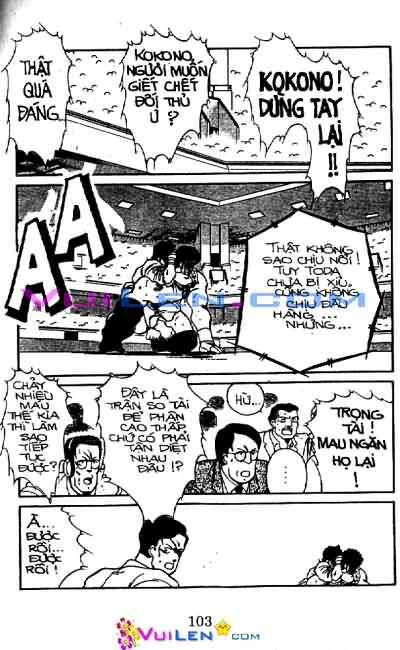 THẬT
QUÁ
ĐÁNG
KOKONO,
NGƯƠI MUỐN
GIẾT CHẾT
ĐỐI THỦ
Ư ?
KOKONO !
DỪNG TAY
LẠI
!!
AA
THẬT KHÔNG
SAO CHỊU NỔI !
TUY TODA
CHƯA BỊ XỈU,
CŨNG KHÔNG
CHỊU ĐẦU
HÀNG ....
NHƯNG ...
VUILEN.COM
CHẢY
NHIỀU
MÁU
THẾ KIA
THÌ LÀM
SAO
TIẾP
TỤC
ĐƯỢC?
ĐÂY LÀ
TRẬN SO TÀI
ĐỂ PHÂN
CAO THẤP
CHỨ CÓ PHẢI
TẬN DIỆT
NHAU
ĐÂU !?
HỪ...
...
TRỌNG
TÀI !
MAU NGĂN
HỌ LẠI
!
À...
ĐƯỢC
RỒI...
ĐƯỢC
RỒI !
103
VUILEN.COM